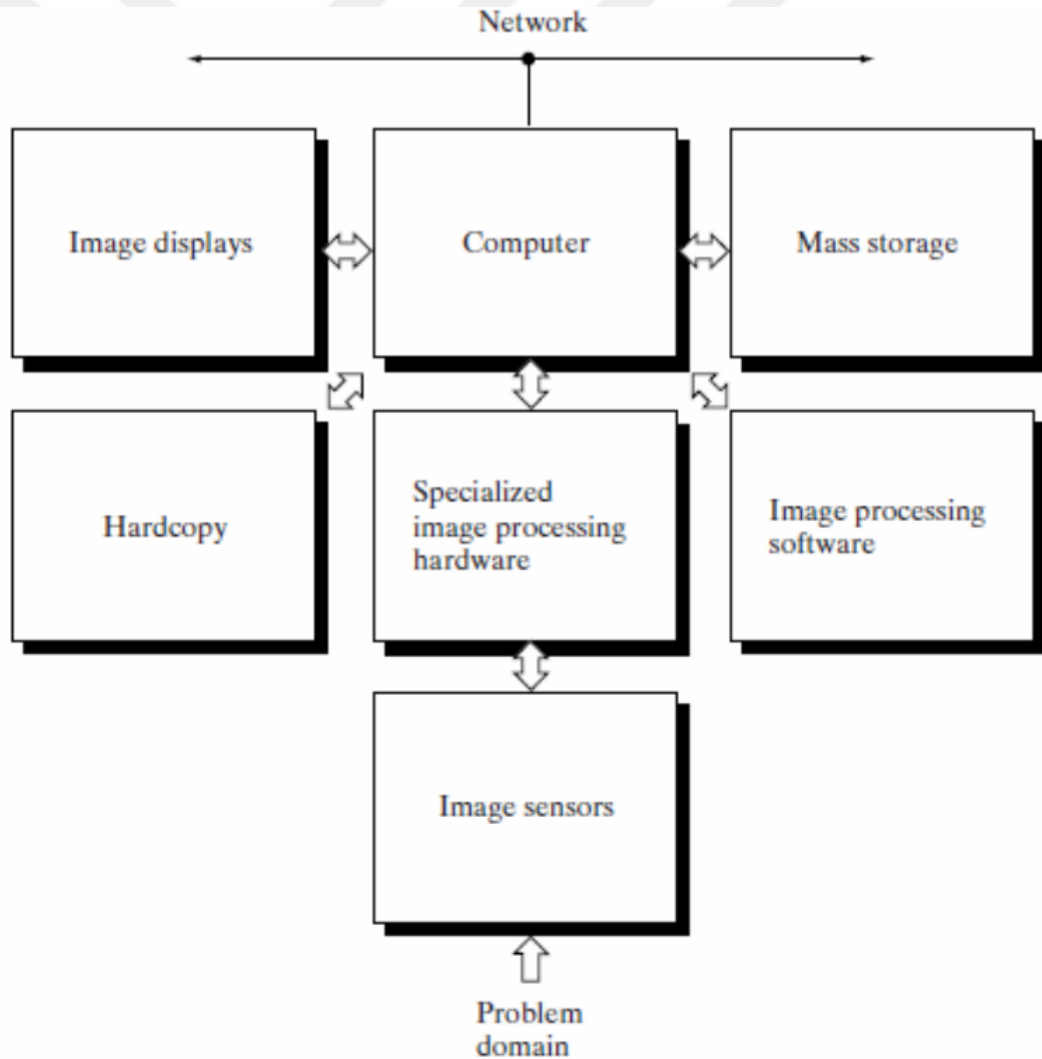 Network
Image displays
Computer
Mass storage
Hardcopy
Specialized
image processing
hardware
Image processing
software
Image sensors
Problem
domain